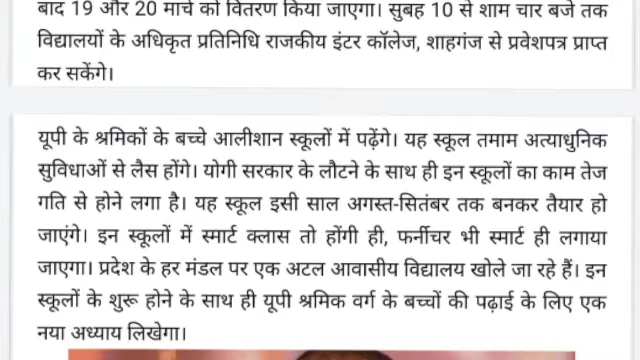 बाद 19 और 20 मार्च को वितरण किया जाएगा। सुबह 10 से शाम चार बजे तक
विद्यालयों के अधिकृत प्रतिनिधि राजकीय इंटर कॉलेज, शाहगंज से प्रवेशपत्र प्राप्त
कर सकेंगे।
यूपी के श्रमिकों के बच्चे आलीशान स्कूलों में पढ़ेंगे। यह स्कूल तमाम अत्याधुनिक
सुविधाओं से लैस होंगे। योगी सरकार के लौटने के साथ ही इन स्कूलों का काम तेज
गति से होने लगा है। यह स्कूल इसी साल अगस्त-सितंबर तक बनकर तैयार हो
जाएंगे। इन स्कूलों में स्मार्ट क्लास तो होंगी ही, फर्नीचर भी स्मार्ट ही लगाया
जाएगा। प्रदेश के हर मंडल पर एक अटल आवासीय विद्यालय खोले जा रहे हैं। इन
स्कूलों के शुरू होने के साथ ही यूपी श्रमिक वर्ग के बच्चों की पढ़ाई के लिए एक
नया अध्याय लिखेगा।